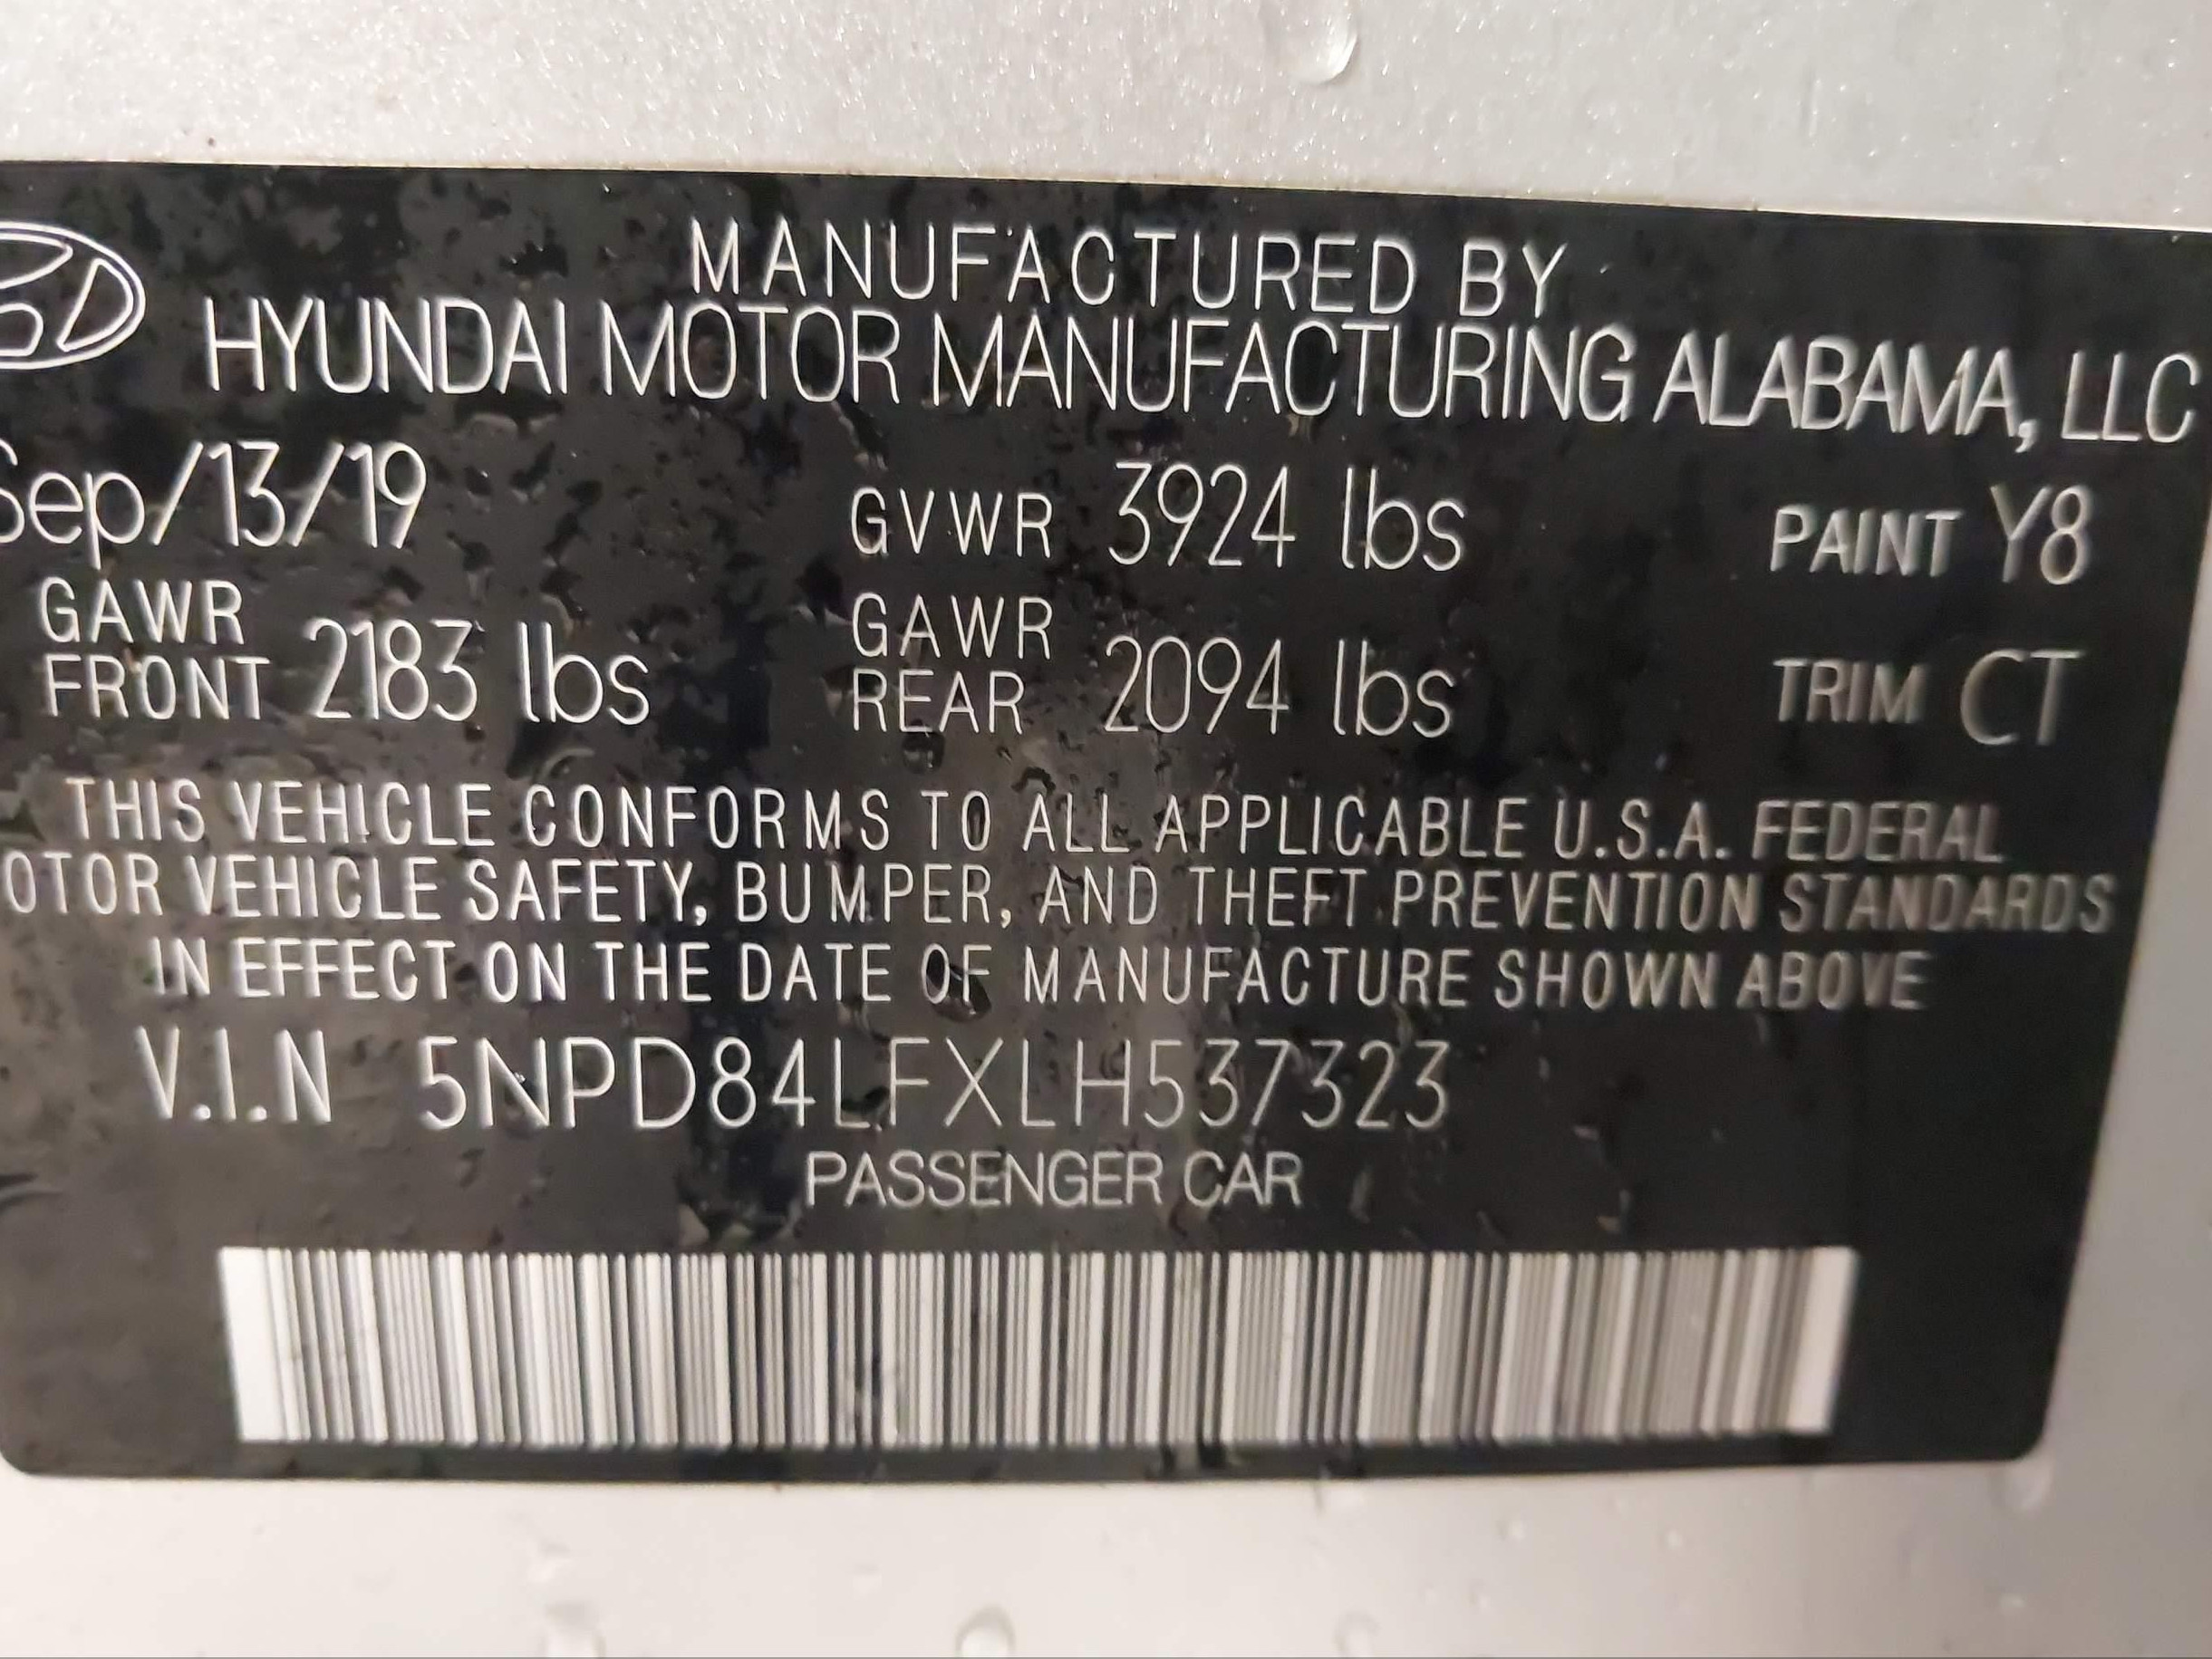 MANUFACTURED BY
HYUNDAI MOTOR MANUFACTURING ALABAMA, LLC
Sep/13/19 GVWR 3924 lbs PAINT Y8
GAWR FRONT 2183 lbs GAWR REAR 2094 lbs TRIM CT
THIS VEHICLE CONFORMS TO ALL APPLICABLE U.S.A. FEDERAL
OTOR VEHICLE SAFETY, BUMPER, AND THEFT PREVENTION STANDARDS
IN EFFECT ON THE DATE OF MANUFACTURE SHOWN ABOVE
V.I.N 5NPD84LFXLH537323
PASSENGER CAR